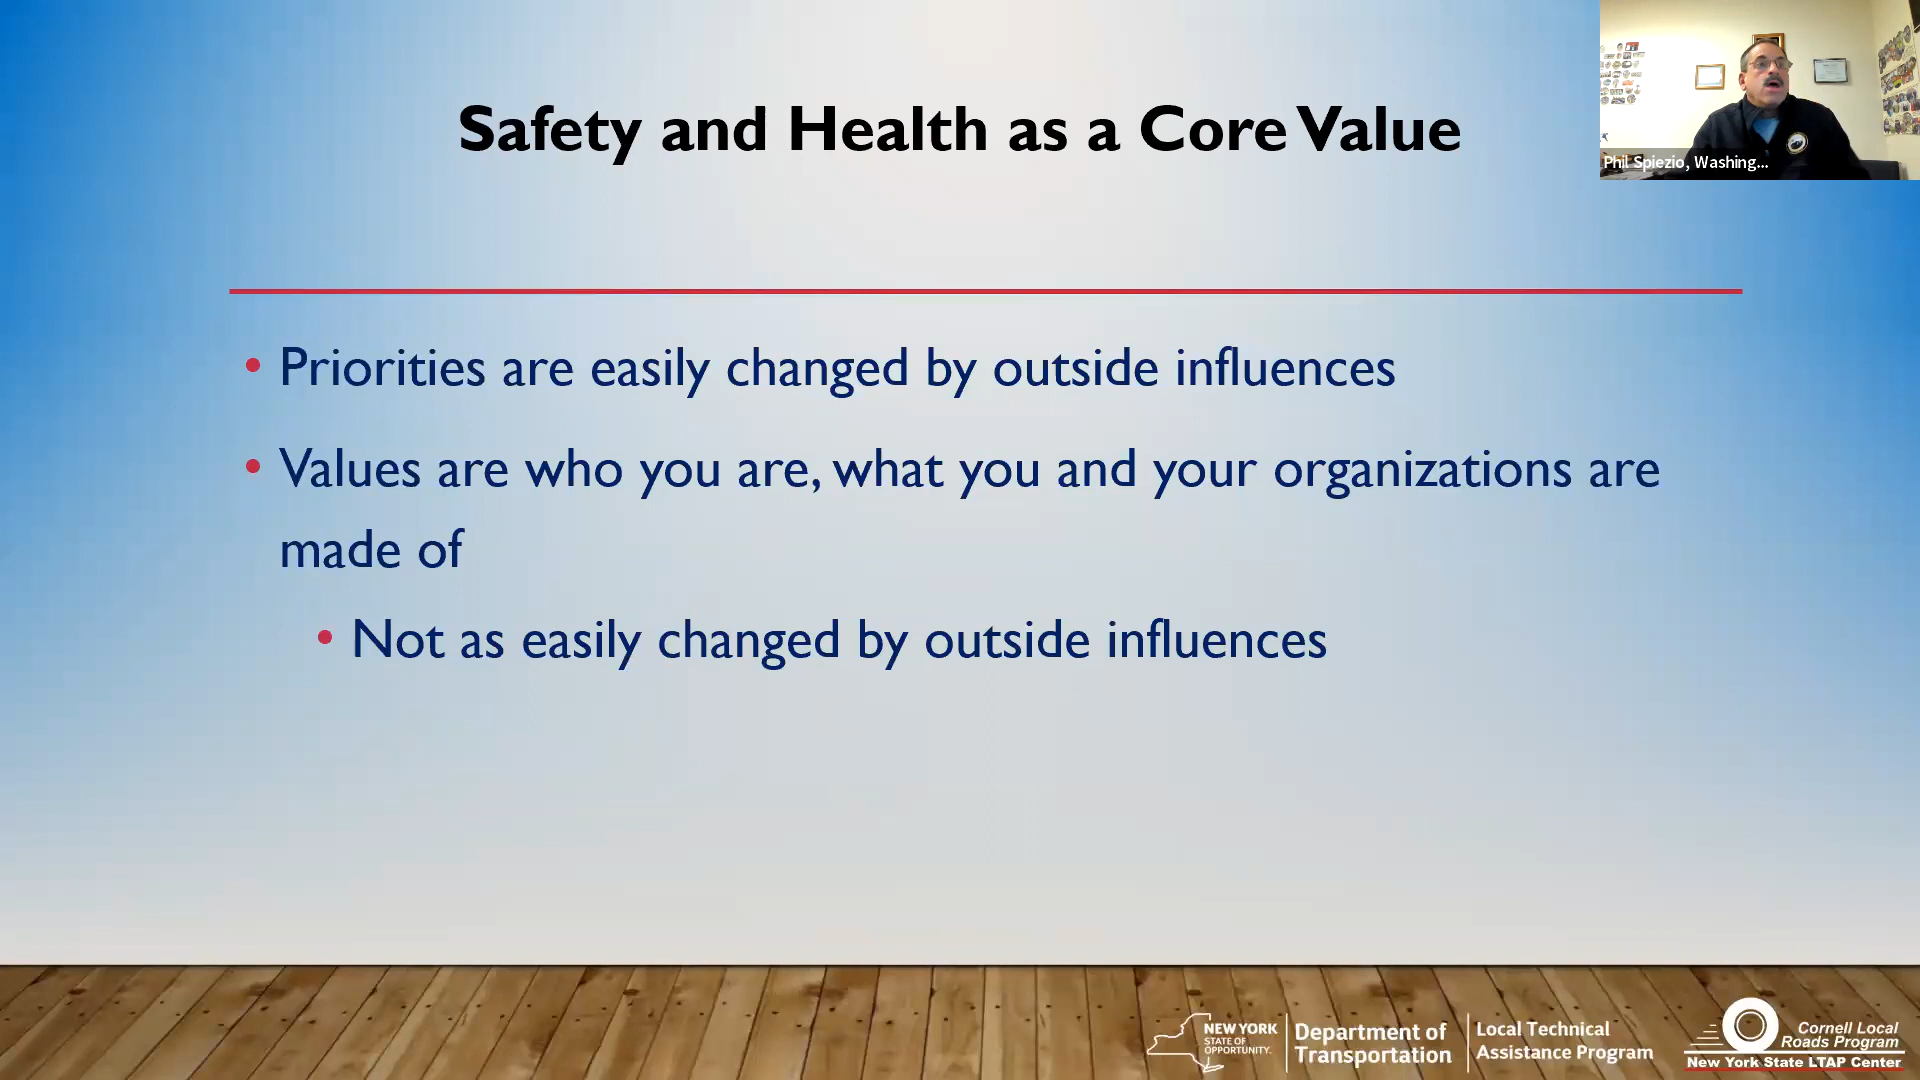 Safety and Health as a Core Value
Phil Spiezio, Washing...
• Priorities are easily changed by outside influences
• Values are who you are, what you and your organizations are
made of
• Not as easily changed by outside influences
NEW YORK
STATE OF
OPPORTUNITY.
Department of
Transportation
Local Technical
Assistance Program
Cornell Local
Roads Program
New York State LTAP Center